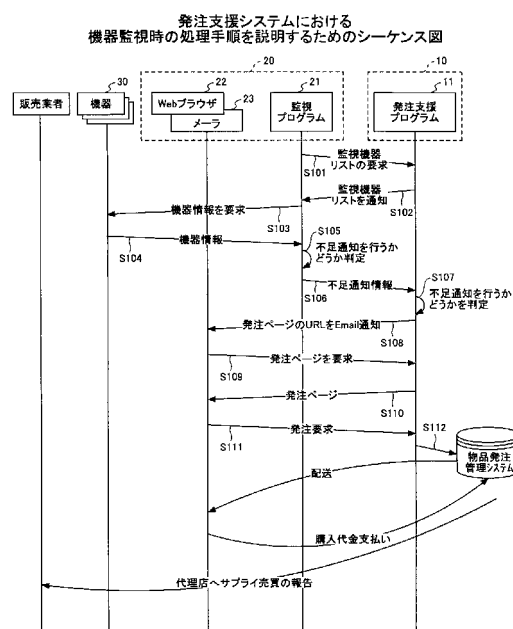 発注支援システムにおける
機器監視時の処理手順を説明するためのシーケンス図
20
10
30
22
21
11
販売業者
機器
Webブラウザ
23
メーラ
監視
プログラム
発注支援
プログラム
監視機器
リストの要求
S101
監視機器
リストを通知
S102
機器情報を要求
S103
機器情報
S104
S105
不足通知を行うか
どうか判定
不足通知情報
S106
S107
不足通知を行うか
どうかを判定
発注ページのURLをEmail通知
S108
発注ページを要求
S109
発注ページ
S110
発注要求
S111
S112
物品発注
管理システム
配送
購入代金支払い
代理店へサプライ売買の報告